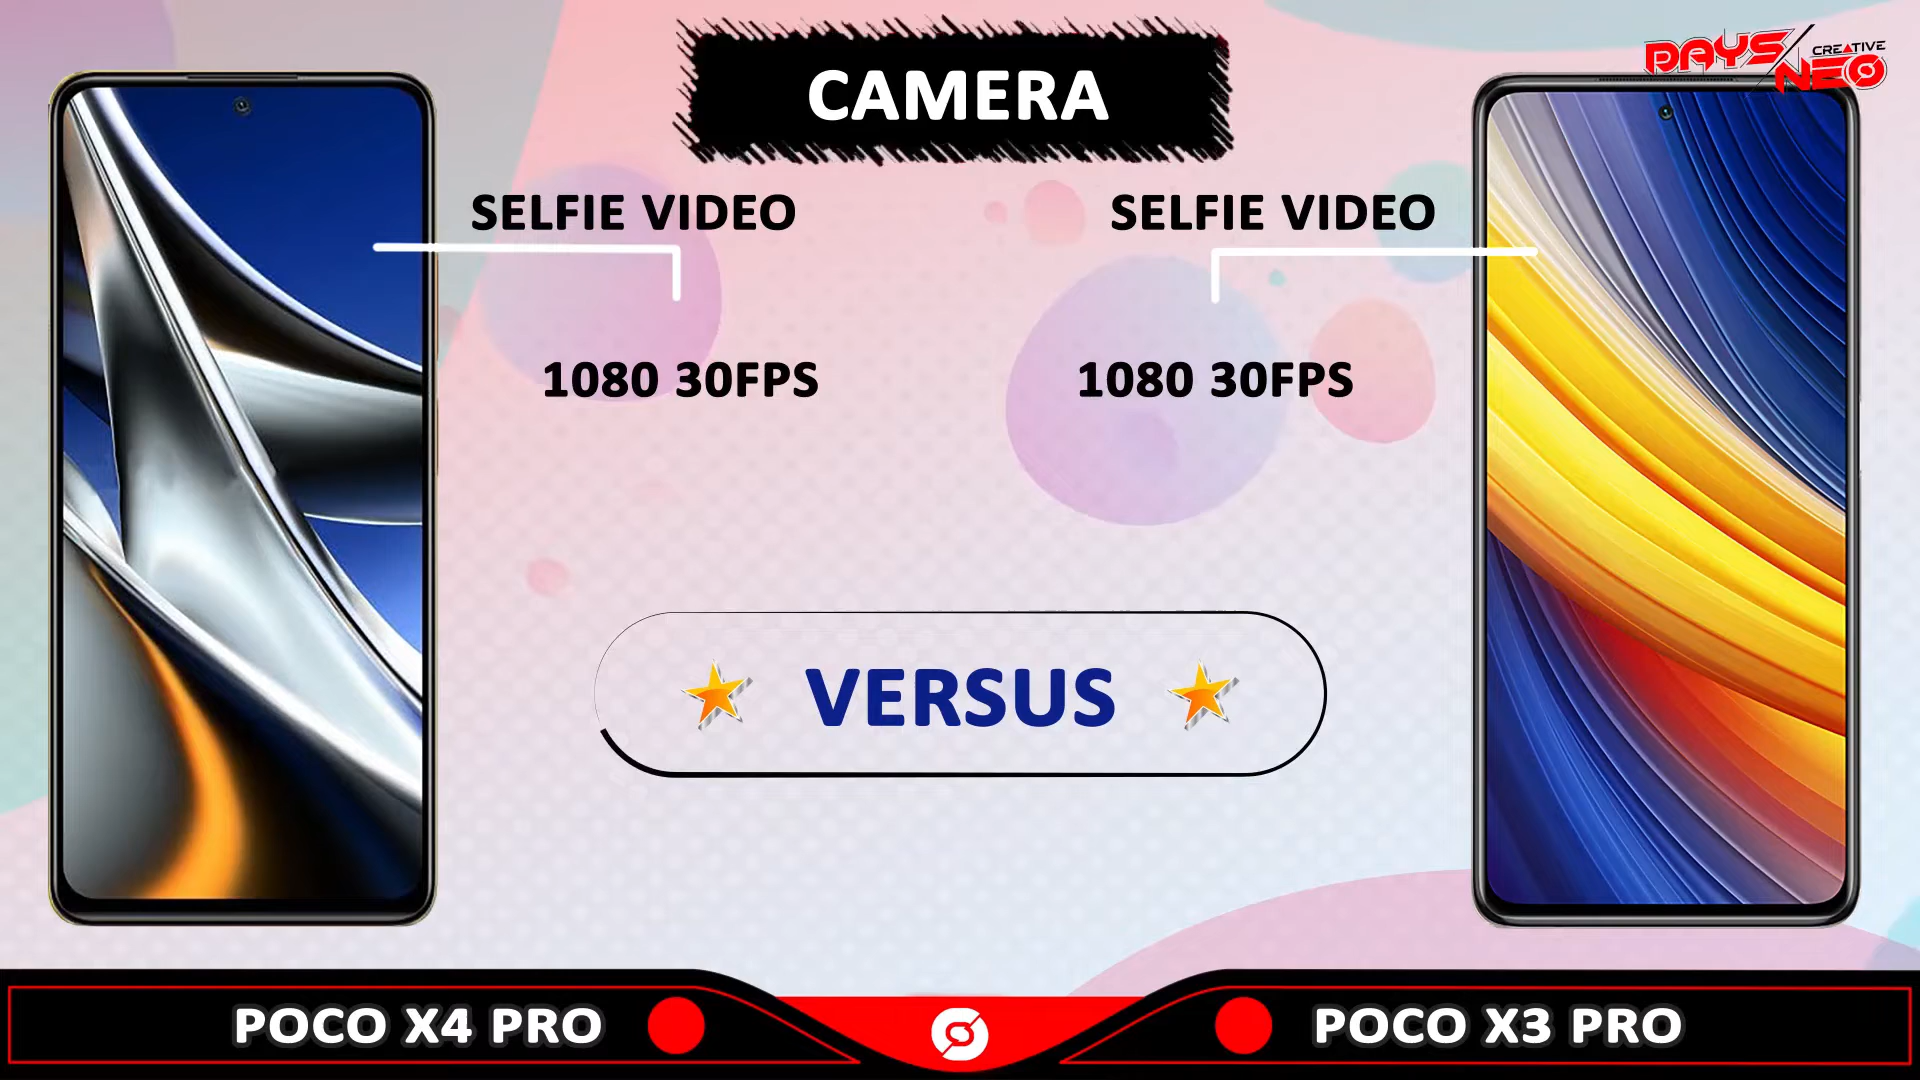 CAMERA
DAYS CREATIVE
NEO
SELFIE VIDEO
SELFIE VIDEO
1080 30FPS
1080 30FPS
VERSUS
POCO X4 PRO
POCO X3 PRO